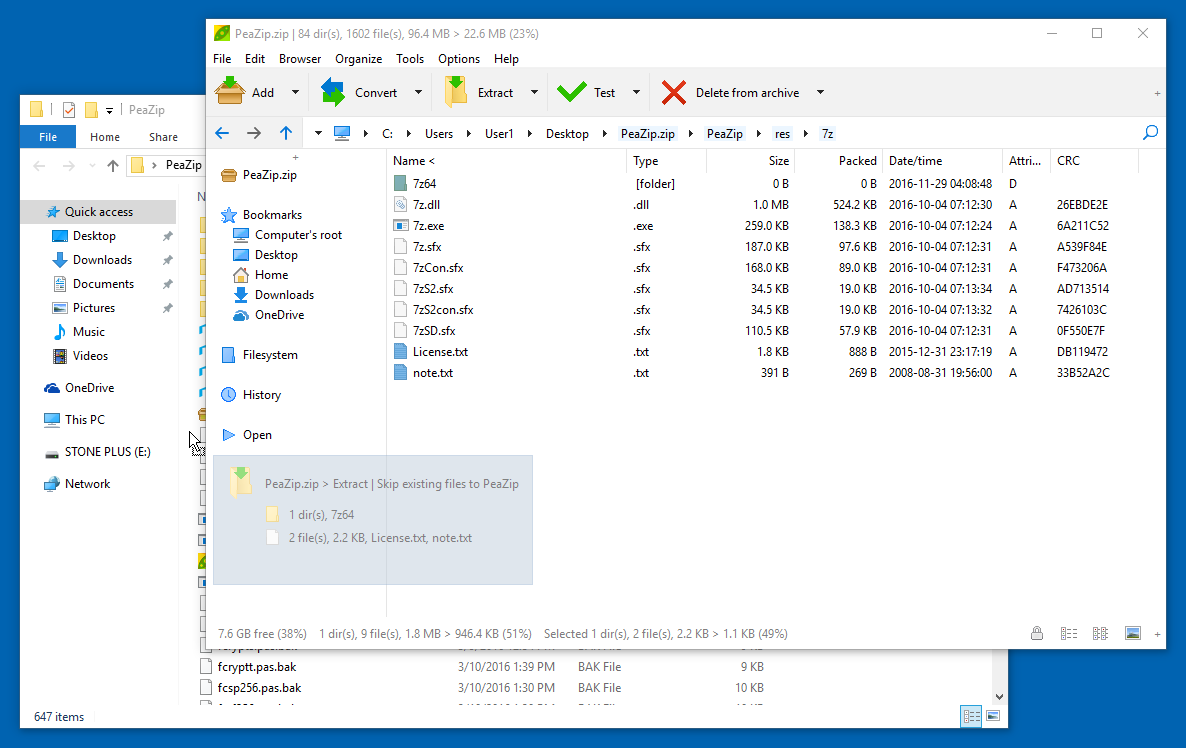 PeaZip.zip | 84 dir(s), 1602 file(s), 96.4 MB > 22.6 MB (23%)
File Edit Browser Organize Tools Options Help
Add Convert Extract Test Delete from archive
C: Users User1 Desktop PeaZip.zip PeaZip res 7z
PeaZip.zip
Bookmarks
Computer's root
Desktop
Home
Downloads
OneDrive
Filesystem
History
Open
Name < Type Size Packed Date/time Attri... CRC
7z64 [folder] 0 B 0 B 2016-11-29 04:08:48 D
7z.dll .dll 1.0 MB 524.2 KB 2016-10-04 07:12:30 A 26EBDE2E
7z.exe .exe 259.0 KB 138.3 KB 2016-10-04 07:12:24 A 6A211C52
7z.sfx .sfx 187.0 KB 97.6 KB 2016-10-04 07:12:31 A A539F84E
7zCon.sfx .sfx 168.0 KB 89.0 KB 2016-10-04 07:12:31 A F473206A
7zS2.sfx .sfx 34.5 KB 19.0 KB 2016-10-04 07:13:34 A AD713514
7zS2con.sfx .sfx 34.5 KB 19.0 KB 2016-10-04 07:13:32 A 7426103C
7zSD.sfx .sfx 110.5 KB 57.9 KB 2016-10-04 07:12:31 A 0F550E7F
License.txt .txt 1.8 KB 888 B 2015-12-31 23:17:19 A DB119472
note.txt .txt 391 B 269 B 2008-08-31 19:56:00 A 33B52A2C
PeaZip.zip > Extract | Skip existing files to PeaZip
1 dir(s), 7z64
2 file(s), 2.2 KB, License.txt, note.txt
7.6 GB free (38%) 1 dir(s), 9 file(s), 1.8 MB > 946.4 KB (51%) Selected 1 dir(s), 2 file(s), 2.2 KB > 1.1 KB (49%)
PeaZip
File Home Share
PeaZip
Quick access
Desktop
Downloads
Documents
Pictures
Music
Videos
OneDrive
This PC
STONE PLUS (E:)
Network
fcryptt.pas.bak 3/10/2016 1:39 PM BAK File 9 KB
fcsp256.pas.bak 3/10/2016 1:30 PM BAK File 10 KB
647 items